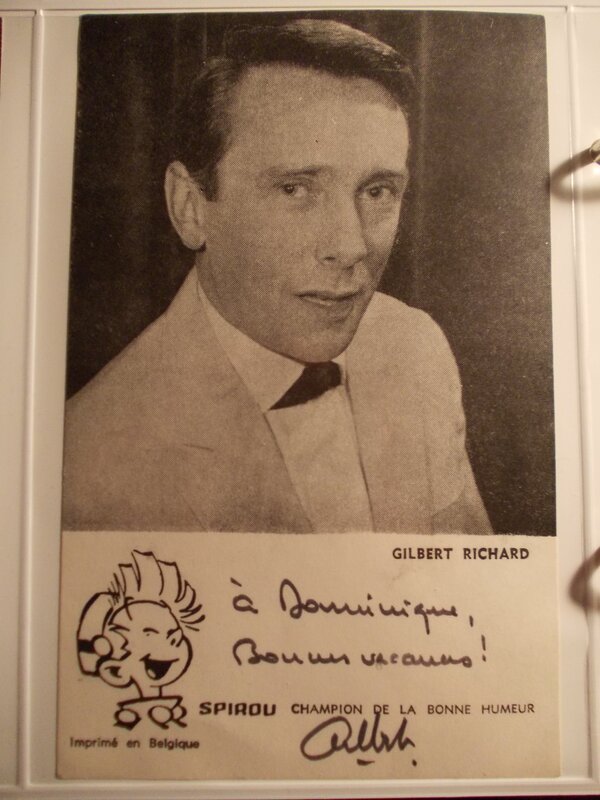 GILBERT RICHARD
à Dominique,
Bonnes vacances !
SPIROU CHAMPION DE LA BONNE HUMEUR
Imprimé en Belgique